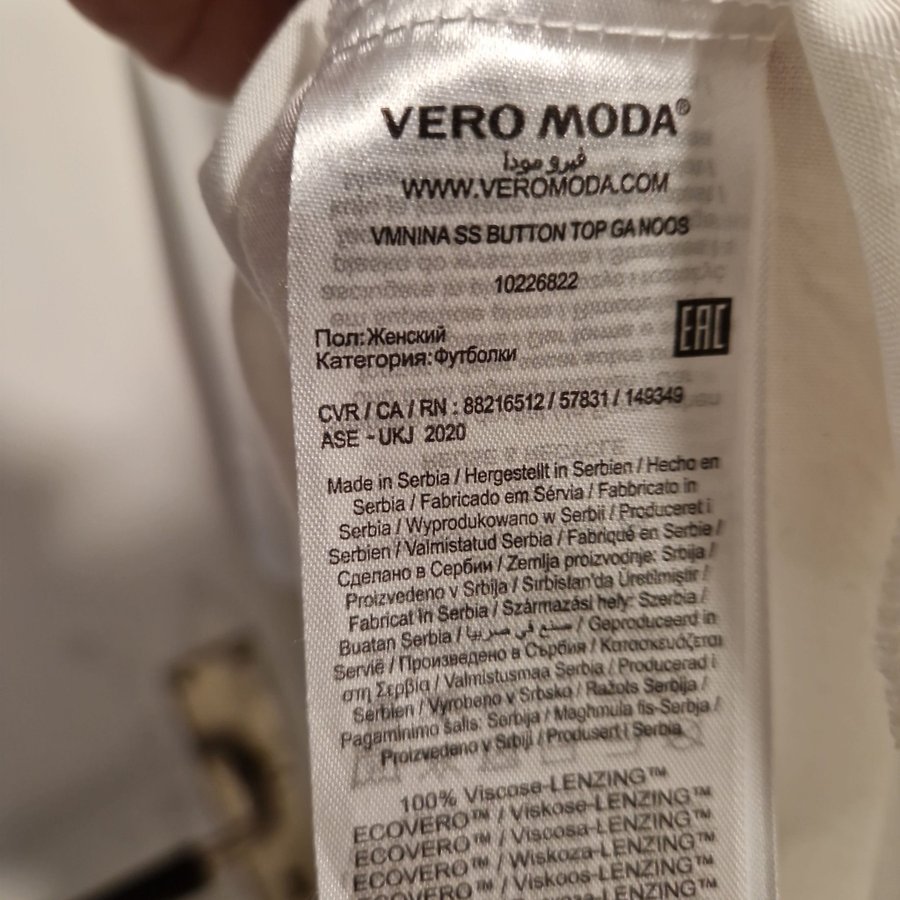 VERO MODA®
فيرو مودا
WWW.VEROMODA.COM
VMNINA SS BUTTON TOP GA NOOS
10226822
Пол:Женский
Категория:Футболки
EAC
CVR / CA / RN : 88216512 / 57831 / 149349
ASE - UKJ 2020
Made in Serbia / Hergestellt in Serbien / Hecho en
Serbia / Fabricado em Sérvia / Fabbricato in
Serbia / Wyprodukowano w Serbii / Produceret i
Serbien / Valmistatud Serbia / Fabriqué en Serbie /
Сделано в Сербии / Zemlja proizvodnje: Srbija /
Proizvedeno v Srbija / Sırbistan'da Üretilmiştir /
Fabricat în Serbia / Származási hely: Szerbia /
Buatan Serbia / صنع في صربيا / Geproduceerd in
Servië / Произведено в Сърбия / Κατασκευάζεται
στη Σερβία / Valmistusmaa Serbia / Producerad i
Serbien / Vyrobeno v Srbsko / Ražots Serbija /
Pagaminimo šalis: Serbija / Maghmula fis-Serbja /
Proizvedeno v Srbiji / Produsert i Serbia
100% Viscose-LENZING™
ECOVERO™ / Viskose-LENZING™
ECOVERO™ / Viscosa-LENZING™
ECOVERO™ / Wiskoza-LENZING™
ECOVERO™ / Viskoos-LENZING™